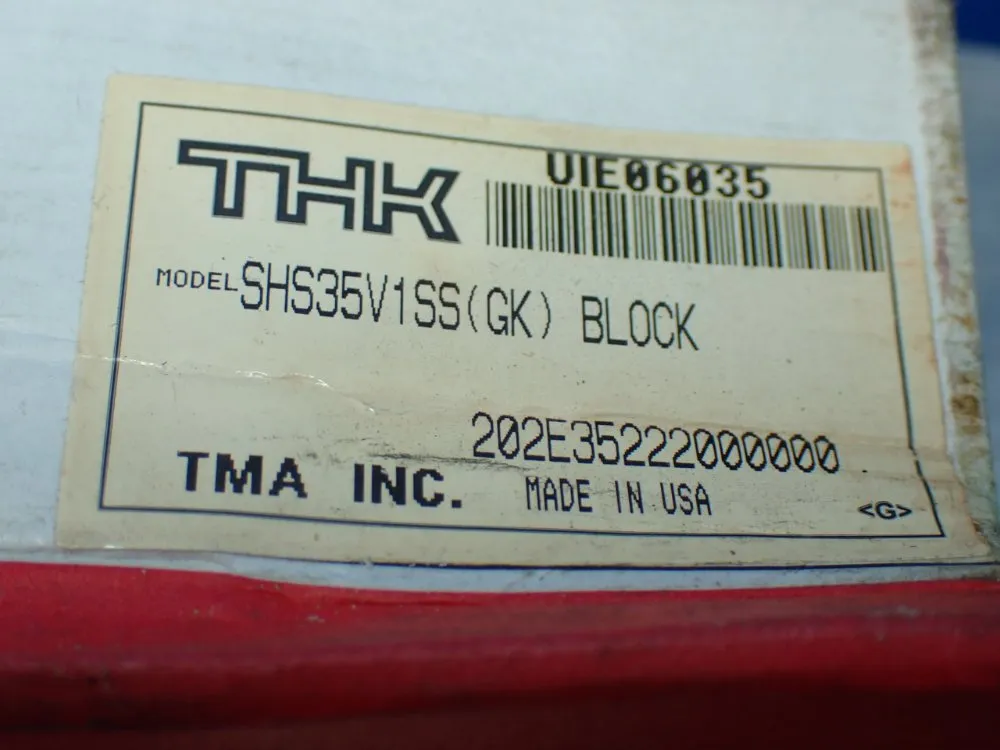 THK
UIE06035
MODEL SHS35V1SS(GK) BLOCK
202E35222000000
TMA INC.
MADE IN USA
<G>